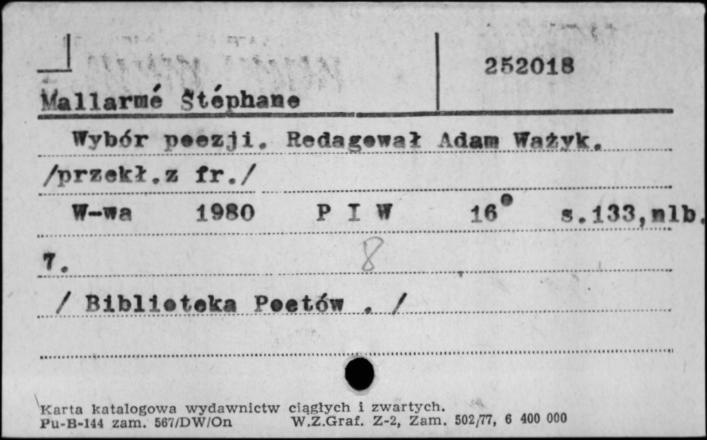 252018
Mallarmé Stéphane
Wybór poezji. Redagował Adam Ważyk.
/przekł.z fr./
W-wa 1980 P I W 16° s.133,nlb.
7. 8
/ Biblioteka Poetów . /
Karta katalogowa wydawnictw ciągłych i zwartych.
Pu-B-144 zam. 567/DW/On W.Z.Graf. Z-2, Zam. 502/77, 6 400 000